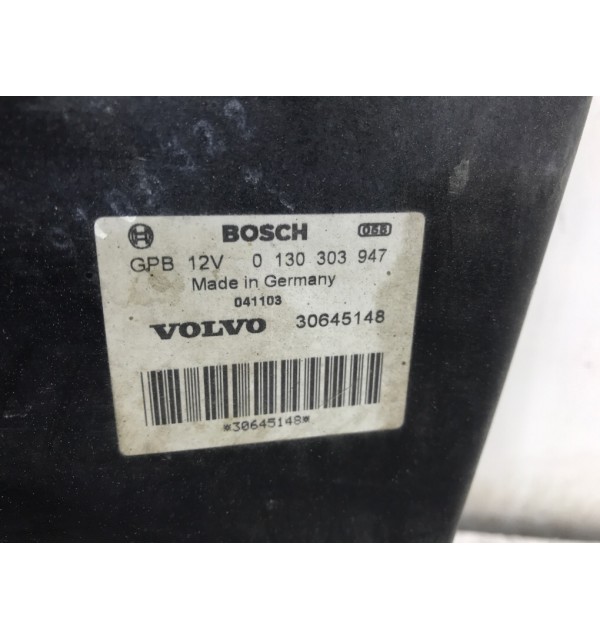 BOSCH 058
GPB 12V 0 130 303 947
Made in Germany
041103
VOLVO 30645148
*30645148*